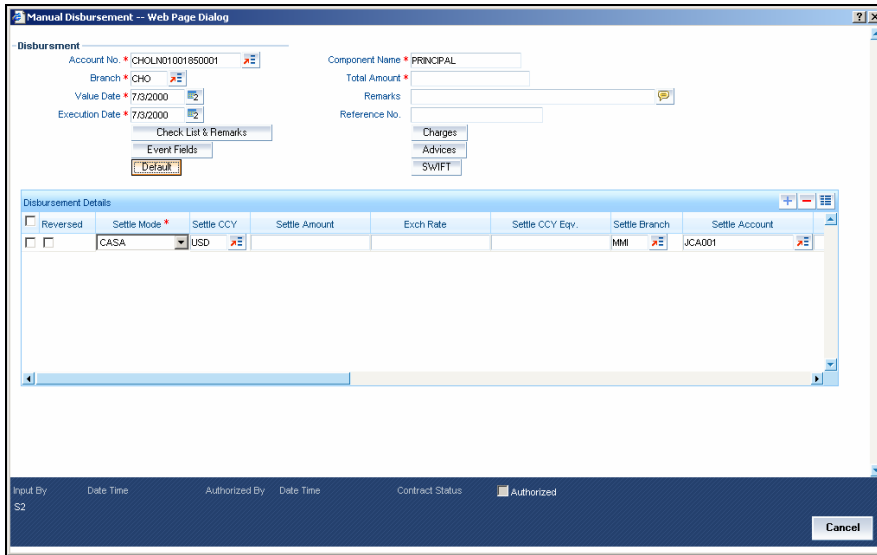 Manual Disbursement -- Web Page Dialog
Disbursment
Account No. * CHOLN01001850001 Component Name * PRINCIPAL
Branch * CHO Total Amount *
Value Date * 7/3/2000 Remarks
Execution Date * 7/3/2000 Reference No.
Check List & Remarks Charges
Event Fields Advices
Default SWIFT
Disbursement Details
Reversed Settle Mode * Settle CCY Settle Amount Exch Rate Settle CCY Eqv. Settle Branch Settle Account
CASA USD MMI JCA001
Input By Date Time Authorized By Date Time Contract Status Authorized
S2
Cancel